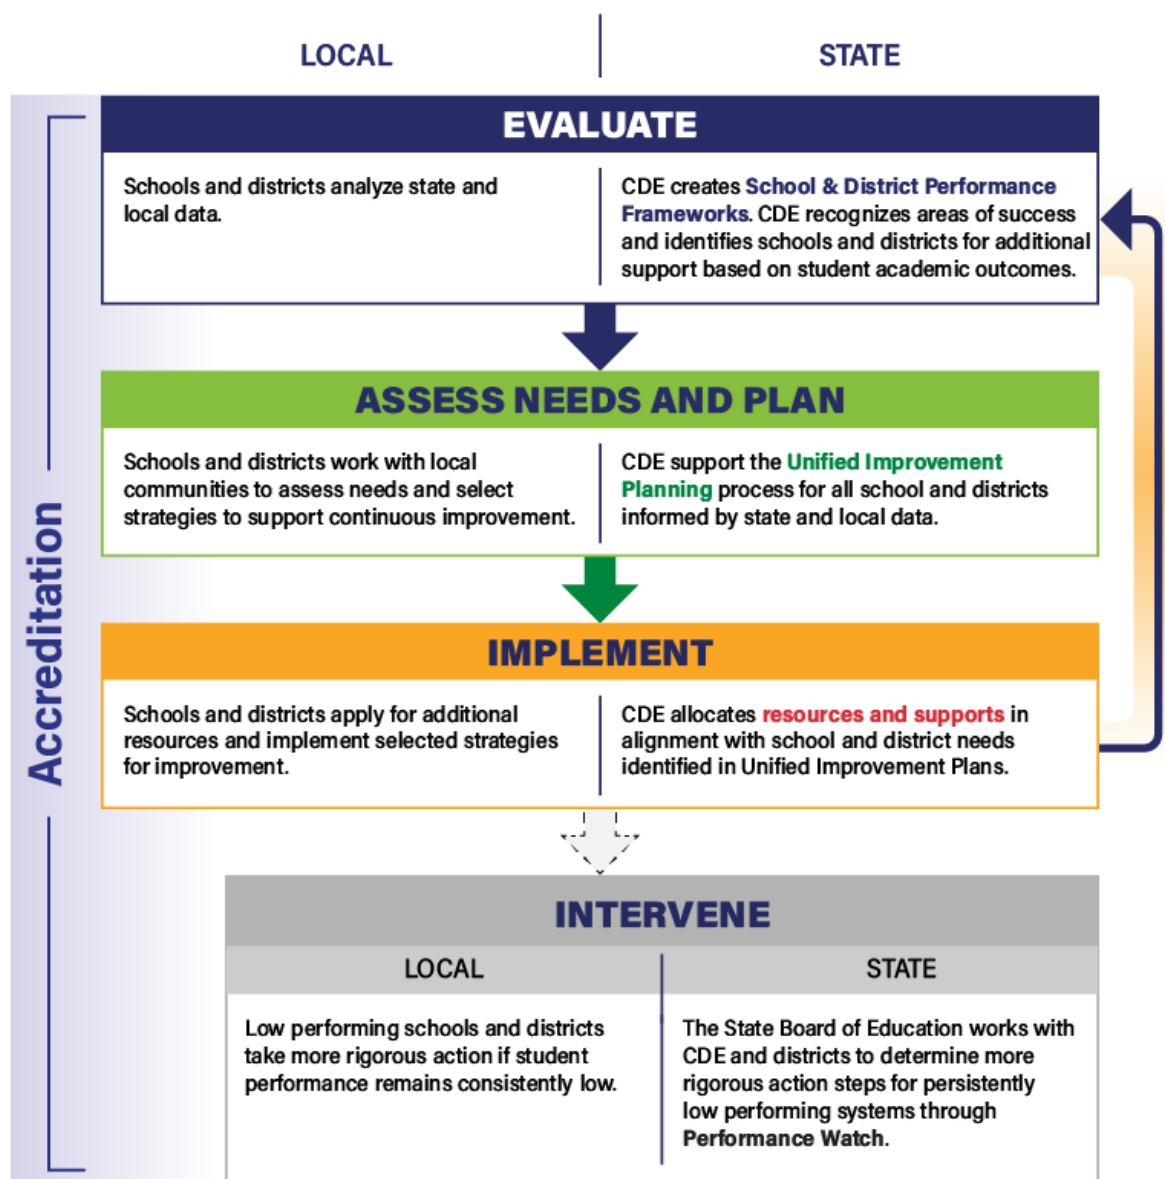 LOCAL
STATE
Accreditation
EVALUATE
Schools and districts analyze state and
local data.
CDE creates School & District Performance
Frameworks. CDE recognizes areas of success
and identifies schools and districts for additional
support based on student academic outcomes.
ASSESS NEEDS AND PLAN
Schools and districts work with local
communities to assess needs and select
strategies to support continuous improvement.
CDE support the Unified Improvement
Planning process for all school and districts
informed by state and local data.
IMPLEMENT
Schools and districts apply for additional
resources and implement selected strategies
for improvement.
CDE allocates resources and supports in
alignment with school and district needs
identified in Unified Improvement Plans.
INTERVENE
LOCAL
STATE
Low performing schools and districts
take more rigorous action if student
performance remains consistently low.
The State Board of Education works with
CDE and districts to determine more
rigorous action steps for persistently
low performing systems through
Performance Watch.